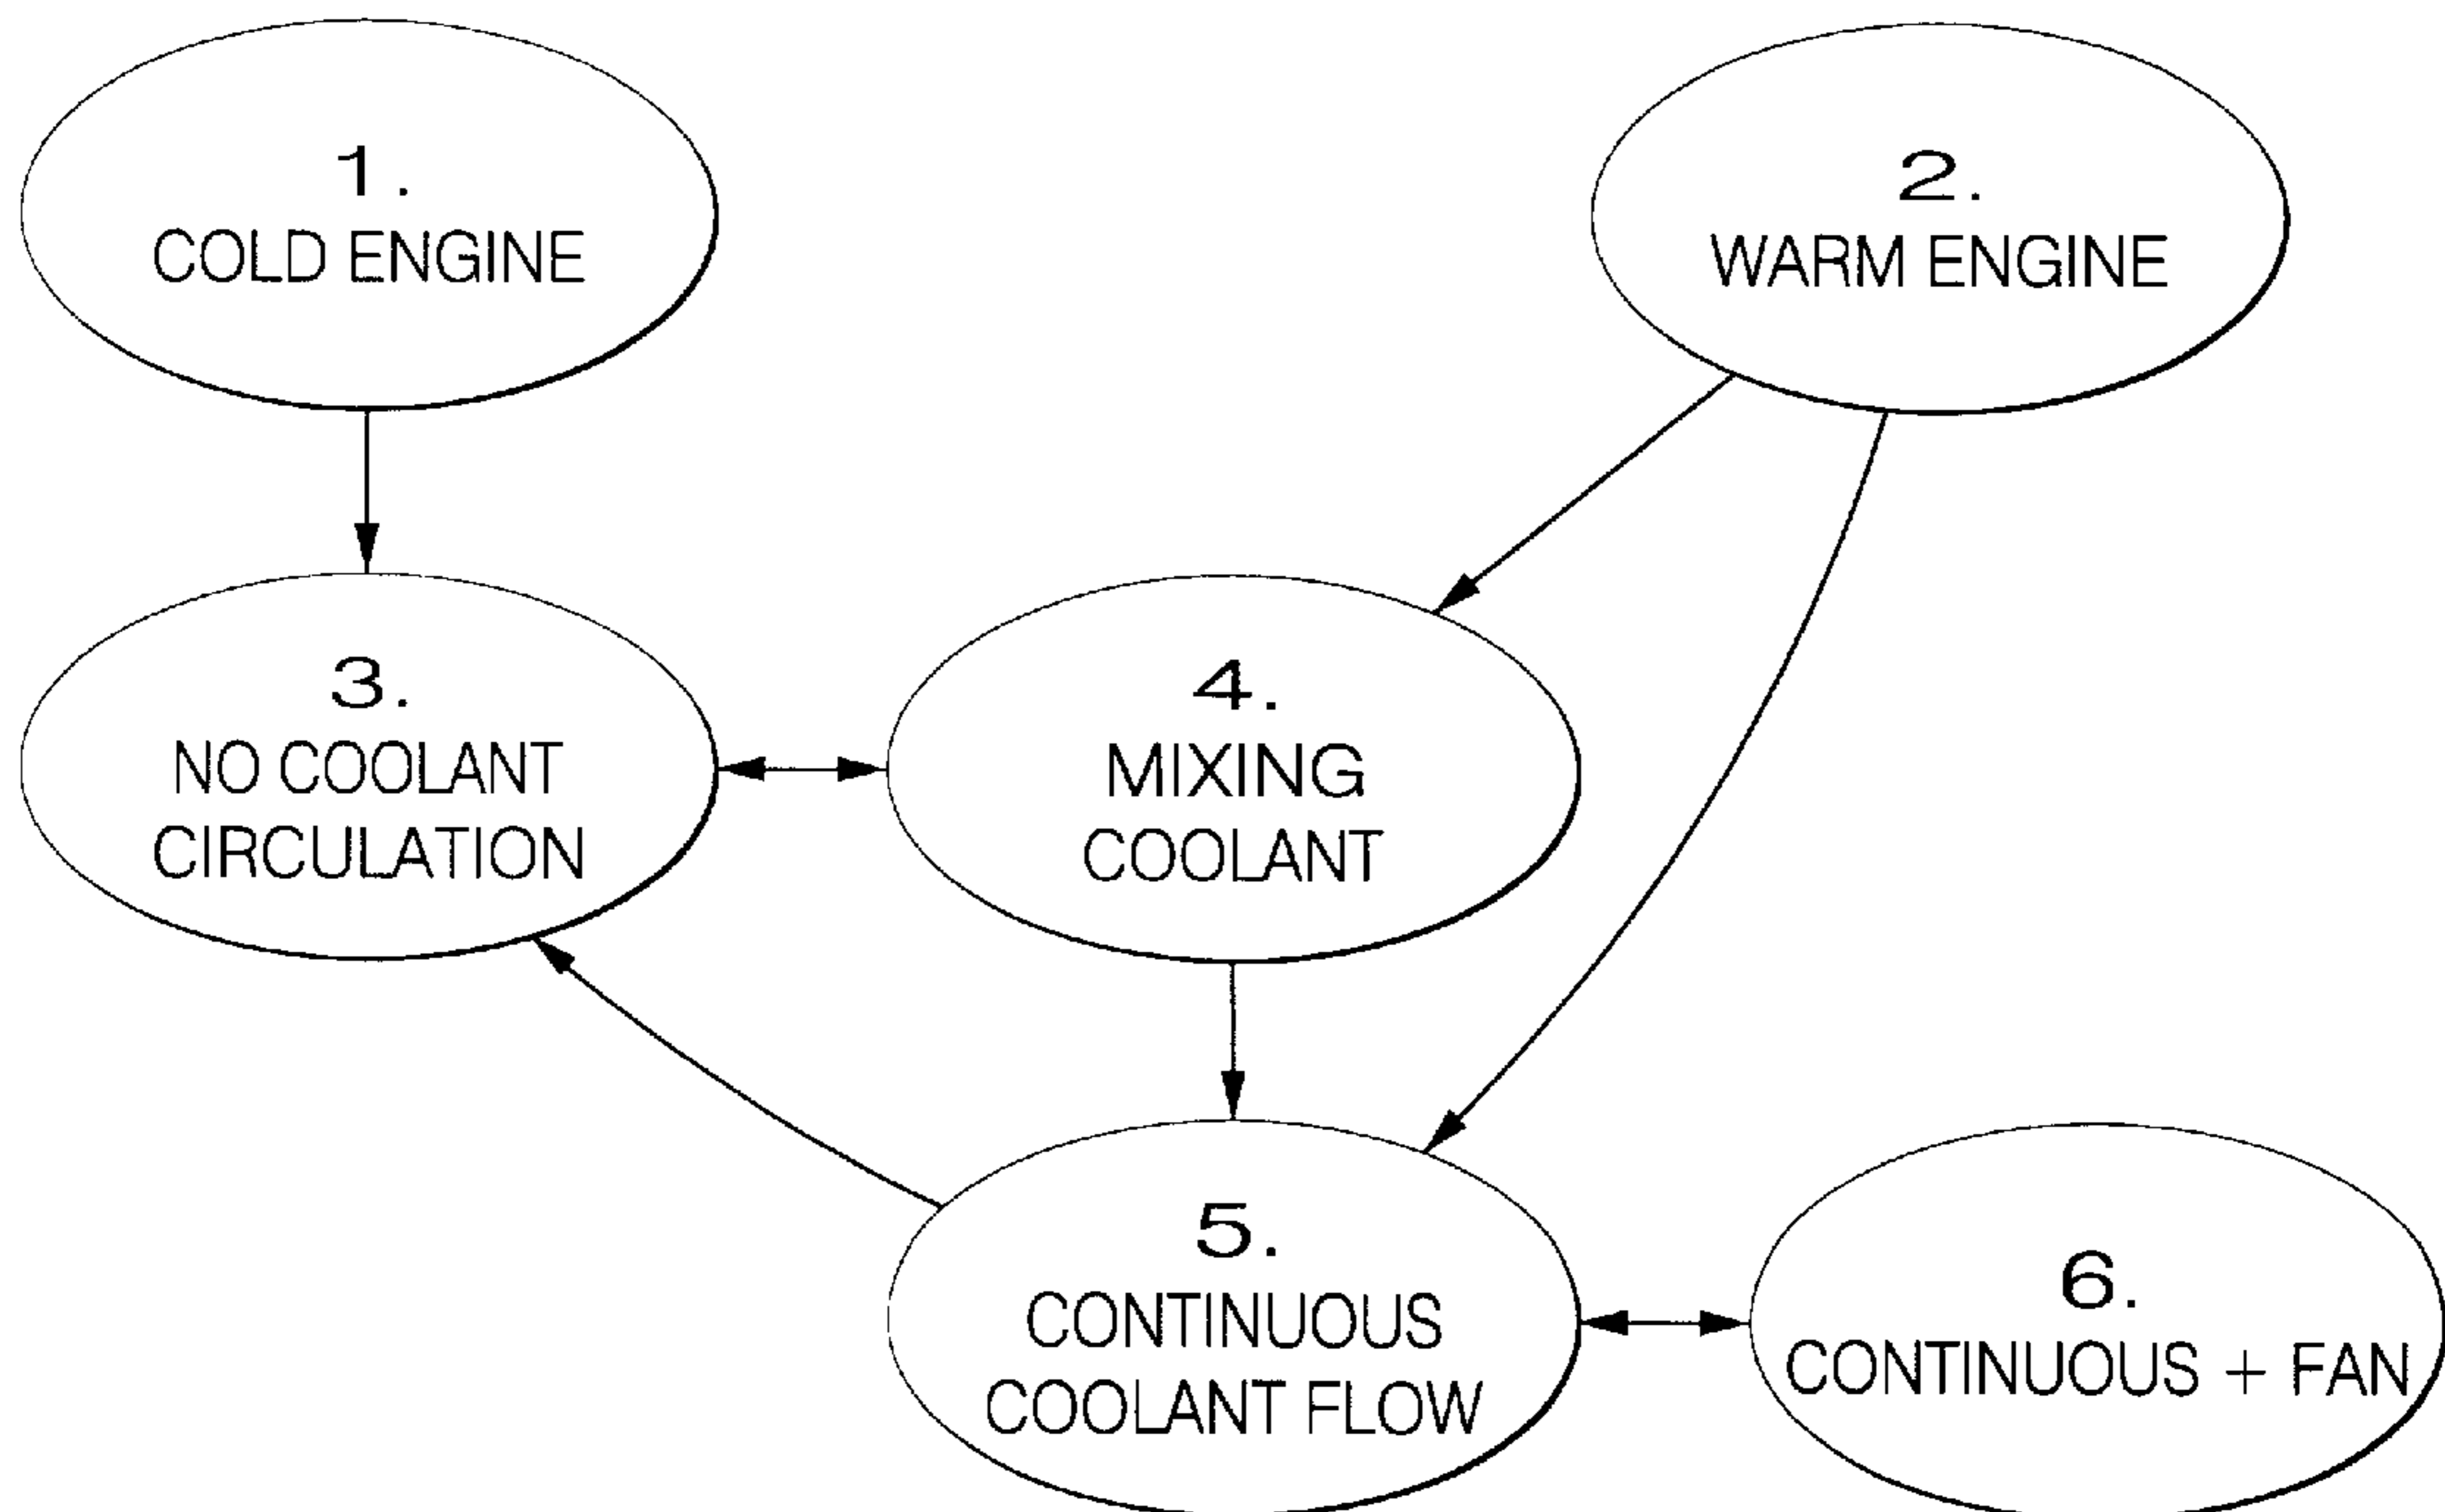 1.
COLD ENGINE
2.
WARM ENGINE
3.
NO COOLANT
CIRCULATION
4.
MIXING
COOLANT
5.
CONTINUOUS
COOLANT FLOW
6.
CONTINUOUS + FAN